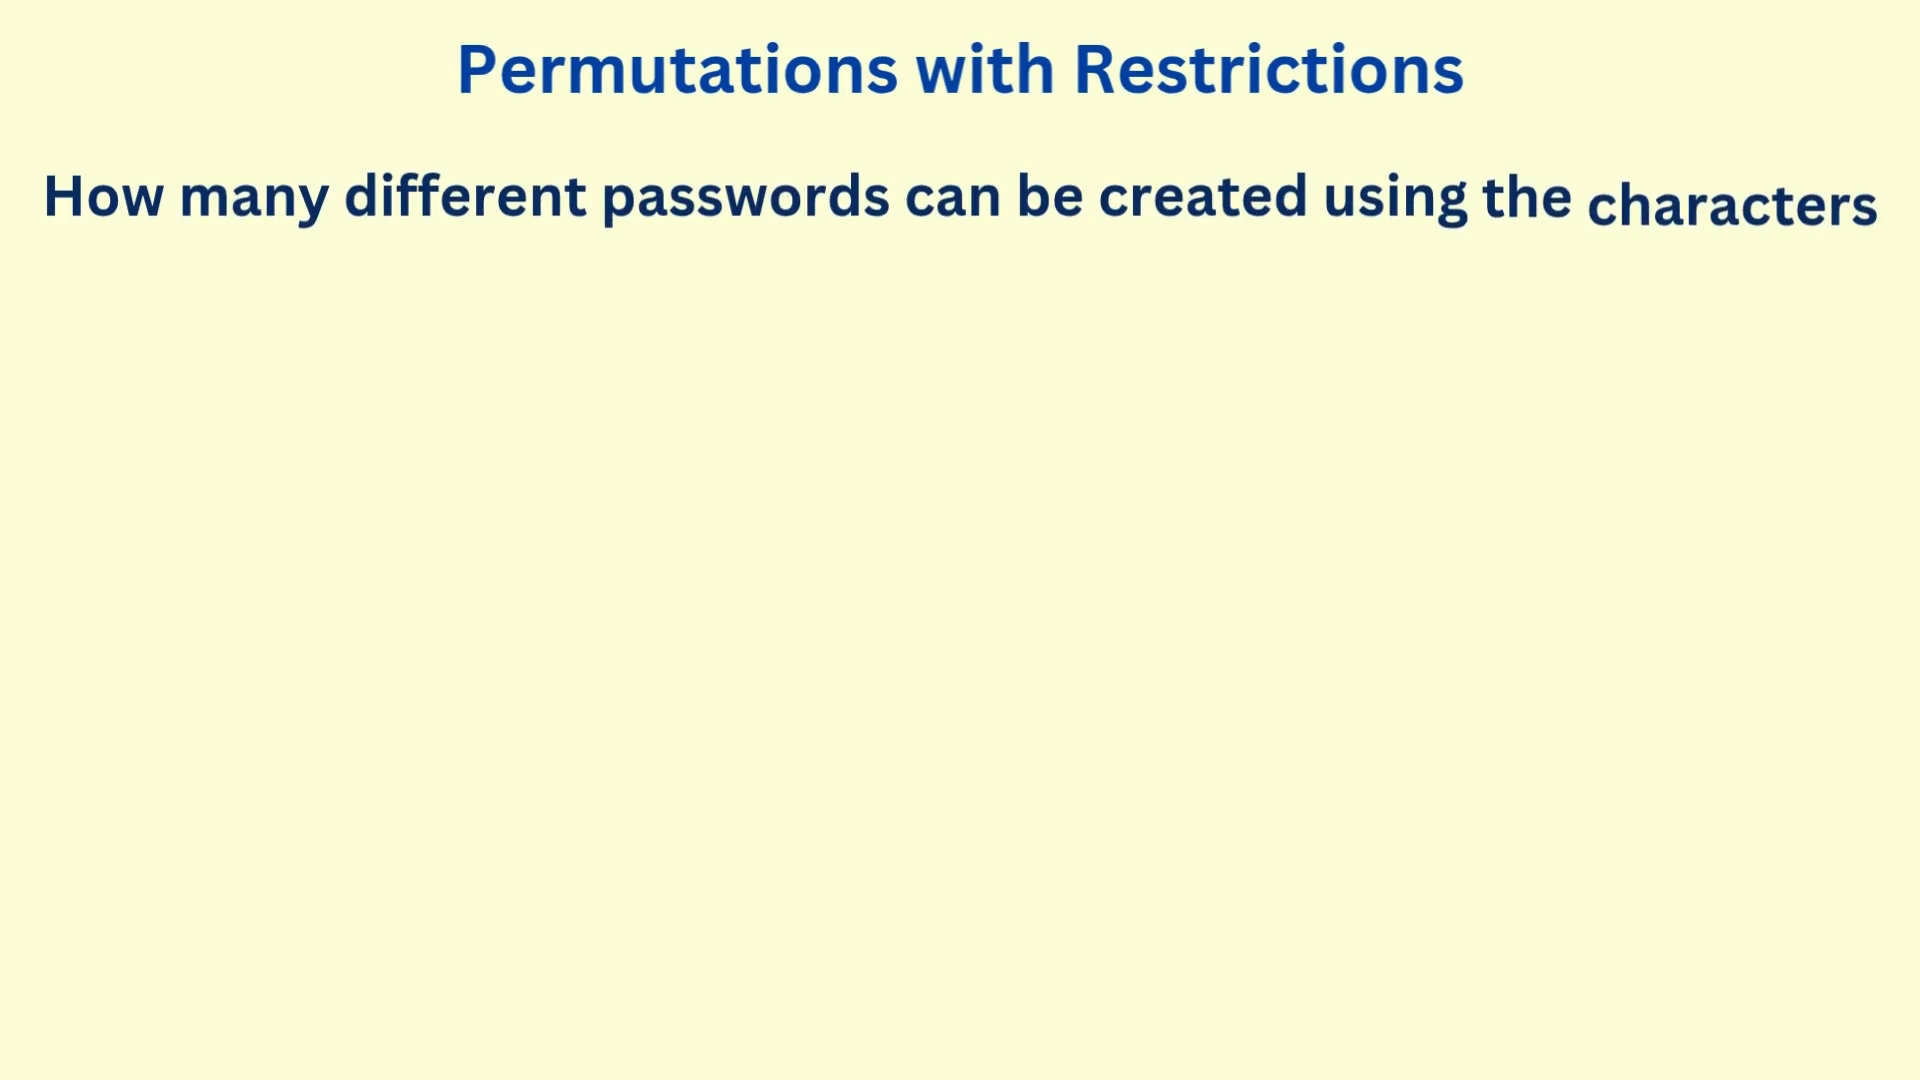 Permutations with Restrictions
How many different passwords can be created using the characters